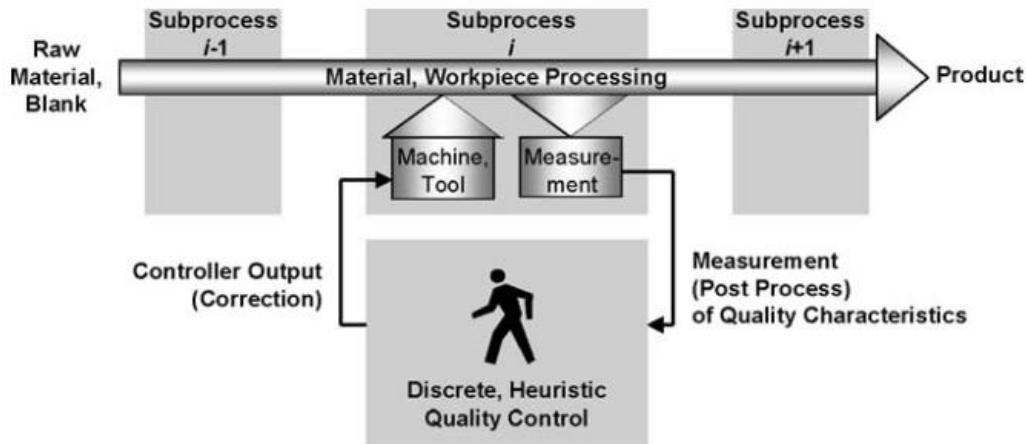 Subprocess
i-1
Subprocess
i
Subprocess
i+1
Raw
Material,
Blank
Material, Workpiece Processing
Product
Machine,
Tool
Measure-
ment
Controller Output
(Correction)
Measurement
(Post Process)
of Quality Characteristics
Discrete, Heuristic
Quality Control